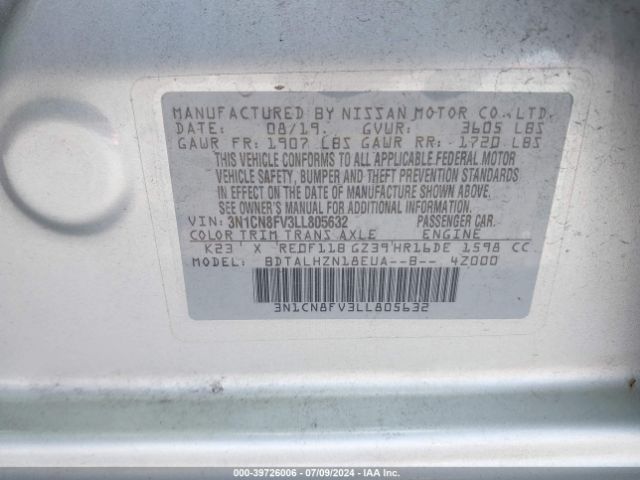 MANUFACTURED BY NISSAN MOTOR CO., LTD.
DATE: 08/19. GVWR: 3605 LBS
GAWR FR: 1907 LBS GAWR RR: 1720 LBS
THIS VEHICLE CONFORMS TO ALL APPLICABLE FEDERAL MOTOR
VEHICLE SAFETY, BUMPER AND THEFT PREVENTION STANDARDS
IN EFFECT ON THE DATE OF MANUFACTURE SHOWN ABOVE.
SEE OWNER'S MANUAL FOR ADDITIONAL INFORMATION.
VIN: 3N1CN8FV3LL805632 PASSENGER CAR.
COLOR TRIM TRANS AXLE ENGINE
K23 X RE0F11B GZ39 HR16DE 1598 CC
MODEL: BDTALHZN18EUA--B-- 4Z000
3N1CN8FV3LL805632
000-39726006 / 07/09/2024 - IAA Inc.